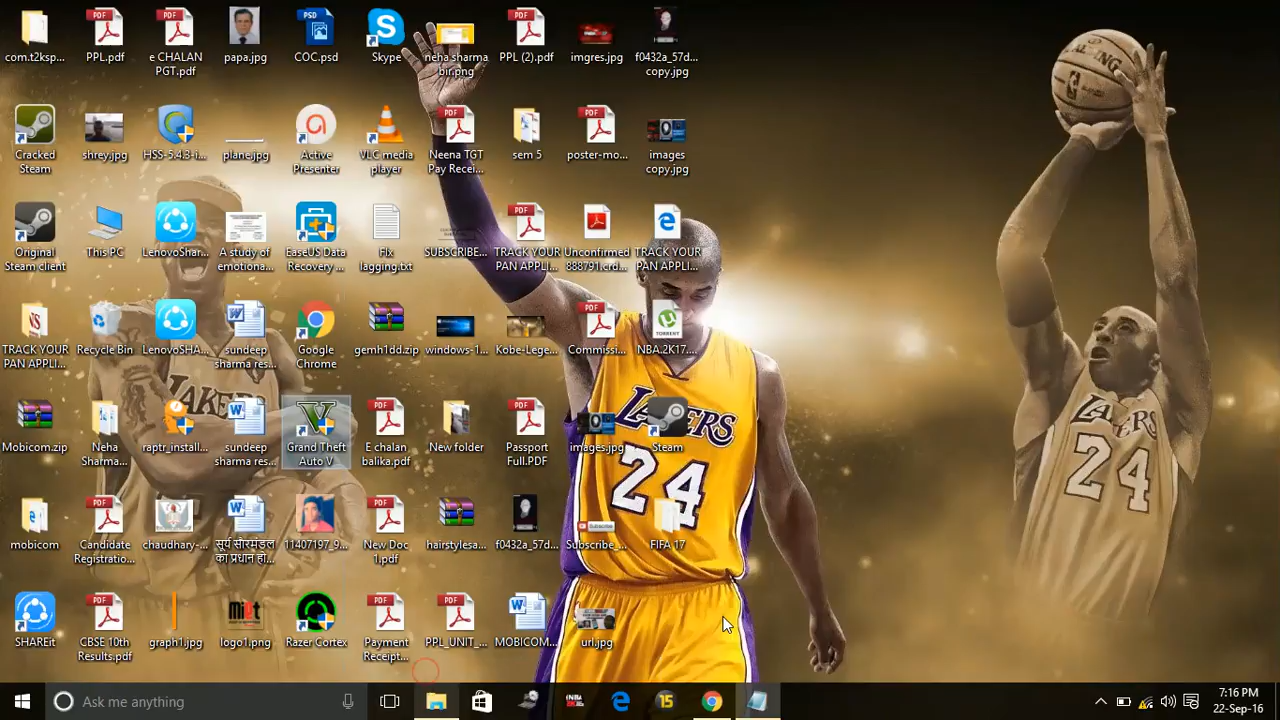 com.t2ksp...
PPL.pdf
e CHALAN
PGT.pdf
papa.jpg
COC.psd
Skype
neha sharma
bir.png
PPL (2).pdf
imgres.jpg
f0432a_57d...
copy.jpg
Cracked
Steam
shrey.jpg
HSS-5.4.3-i...
plane.jpg
Active
Presenter
VLC media
player
Neena TGT
Pay Recei...
sem 5
poster-mo...
images
copy.jpg
Original
Steam client
This PC
LenovoShar...
A study of
emotiona...
EaseUS Data
Recovery ...
Fix
lagging.txt
SUBSCRIBE...
TRACK YOUR
PAN APPLI...
Unconfirmed
888791.crd...
TRACK YOUR
PAN APPLI...
TRACK YOUR
PAN APPLI...
Recycle Bin
LenovoSHA...
sundeep
sharma res...
Google
Chrome
gemh1dd.zip
windows-1...
Kobe-Lege...
Commissi...
NBA.2K17....
Mobicom.zip
Neha
Sharma...
raptr_install...
sundeep
sharma res...
Grand Theft
Auto V
E chalan
balika.pdf
New folder
Passport
Full.PDF
images.jpg
Steam
mobicom
Candidate
Registratio...
chaudhary-...
सूर्य सौरमंडल
का प्रधान हो...
11407197_9...
New Doc
1.pdf
hairstylesa...
f0432a_57d...
Subscribe_...
FIFA 17
SHAREit
CBSE 10th
Results.pdf
graph1.jpg
logo1.png
Razer Cortex
Payment
Receipt...
PPL_UNIT_...
MOBICOM...
url.jpg
LAKERS
24
LAKERS
24
Ask me anything
15
7:16 PM
22-Sep-16